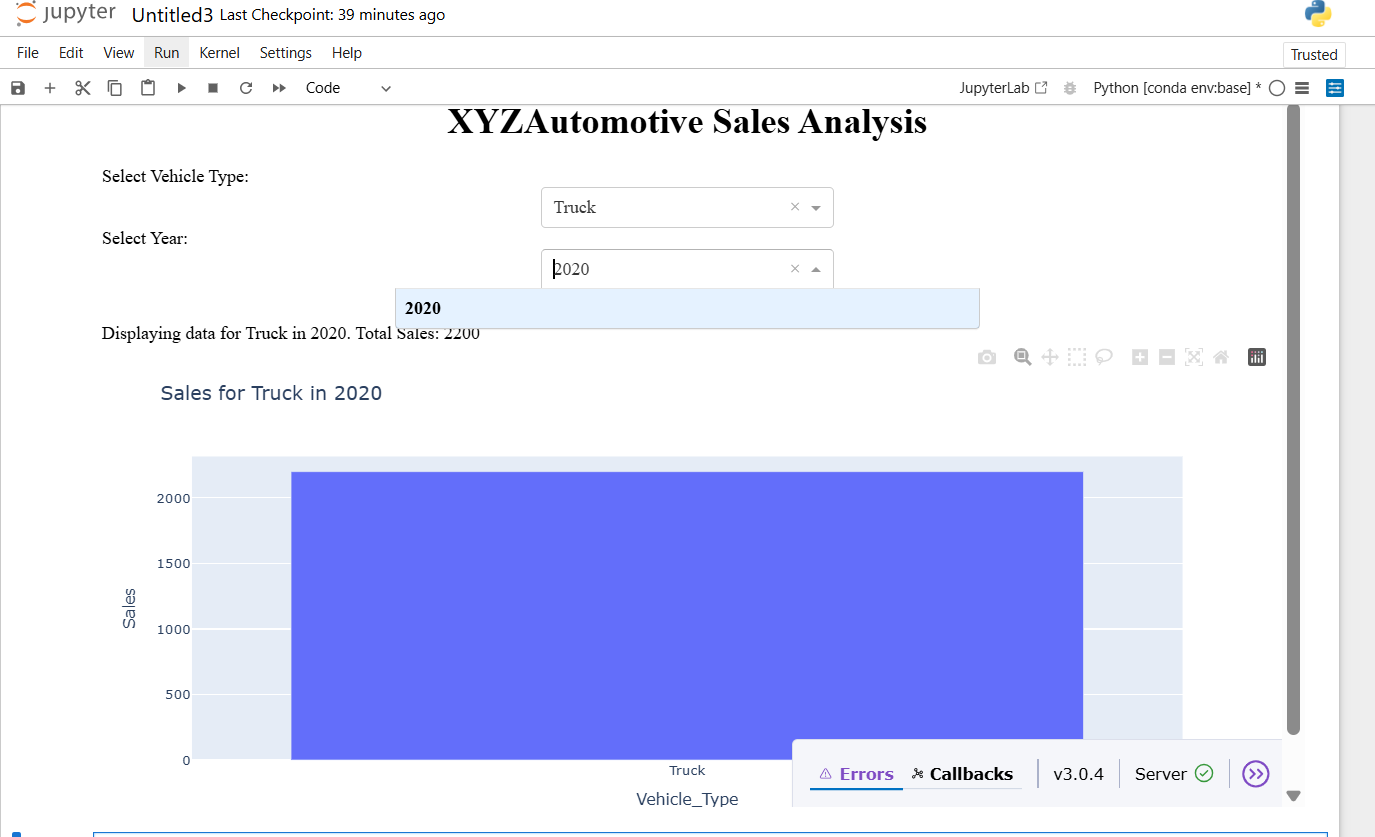 jupyter Untitled3 Last Checkpoint: 39 minutes ago
File Edit View Run Kernel Settings Help Trusted
Code JupyterLab Python [conda env:base] *
XYZAutomotive Sales Analysis
Select Vehicle Type:
Truck
Select Year:
2020
2020
Displaying data for Truck in 2020. Total Sales: 2200
Sales for Truck in 2020
2000
1500
1000
500
0
Sales
Truck
Vehicle_Type
Errors Callbacks v3.0.4 Server